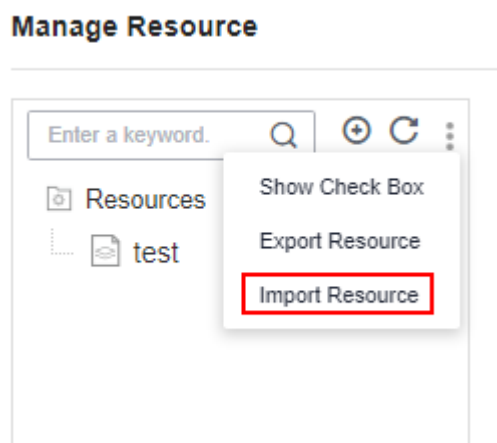 Manage Resource
Enter a keyword.
Show Check Box
Resources
Export Resource
test
Import Resource